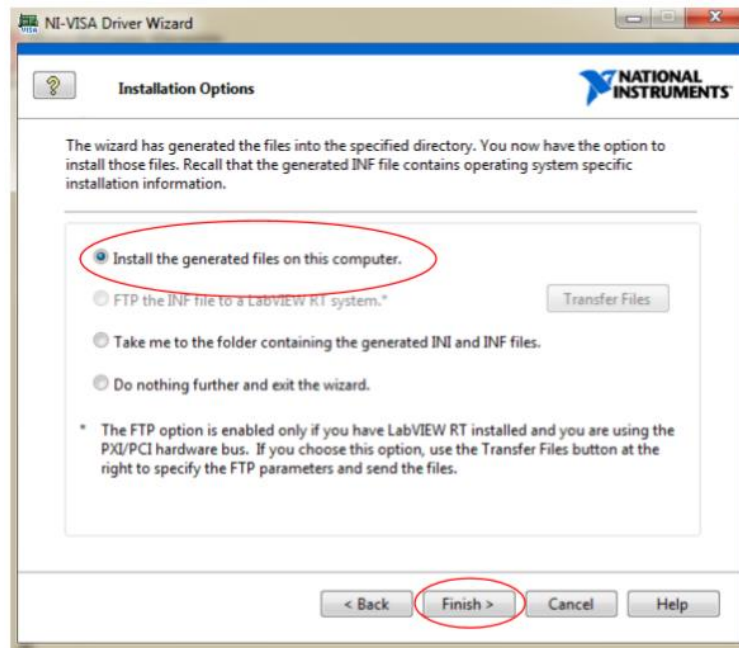 NI-VISA Driver Wizard
Installation Options
NATIONAL
INSTRUMENTS
The wizard has generated the files into the specified directory. You now have the option to
install those files. Recall that the generated INF file contains operating system specific
installation information.
Install the generated files on this computer.
FTP the INF file to a LabVIEW RT system.*
Transfer Files
Take me to the folder containing the generated INI and INF files.
Do nothing further and exit the wizard.
* The FTP option is enabled only if you have LabVIEW RT installed and you are using the
PXI/PCI hardware bus. If you choose this option, use the Transfer Files button at the
right to specify the FTP parameters and send the files.
< Back
Finish >
Cancel
Help